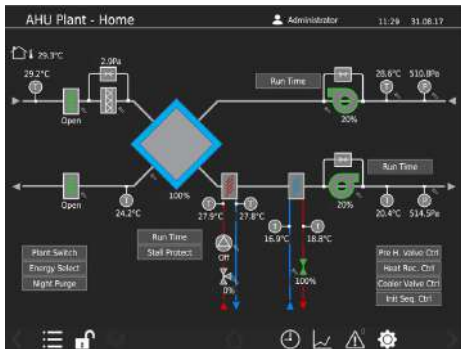 AHU Plant - Home
Administrator
11:29 31.08.17
29.3°C
29.2°C
2.9Pa
Run Time
28.6°C
510.8Pa
Open
20%
100%
Run Time
Open
24.2°C
27.9°C
27.8°C
20%
20.4°C
514.5Pa
16.9°C
18.8°C
Run Time
Stall Protect
Off
0%
100%
Plant Switch
Energy Select
Night Purge
Pre H. Valve Ctrl
Heat Rec. Ctrl
Cooler Valve Ctrl
Init Seq. Ctrl